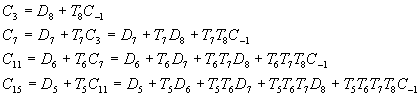 C₃ = D₈ + T₈C₋₁
C₇ = D₇ + T₇C₃ = D₇ + T₇D₈ + T₇T₈C₋₁
C₁₁ = D₆ + T₆C₇ = D₆ + T₆D₇ + T₆T₇D₈ + T₆T₇T₈C₋₁
C₁₅ = D₅ + T₅C₁₁ = D₅ + T₅D₆ + T₅T₆D₇ + T₅T₆T₇D₈ + T₅T₆T₇T₈C₋₁